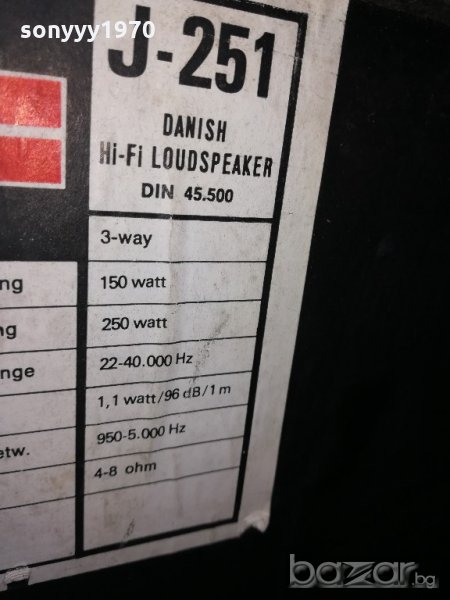 sonyyy1970
J-251
DANISH
Hi-Fi LOUDSPEAKER
DIN 45.500
3-way
ng 150 watt
ng 250 watt
nge 22-40.000 Hz
1,1 watt/96 dB/1 m
etw. 950-5.000 Hz
4-8 ohm
bazar.bg